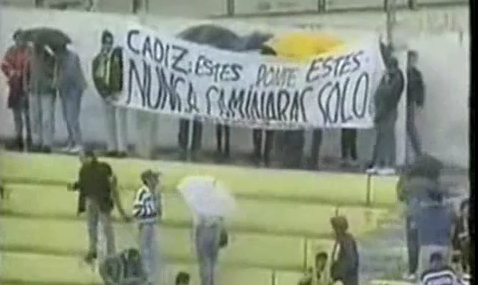 CADIZ: ESTES DONDE ESTES.
NUNCA CAMINARAS SOLO